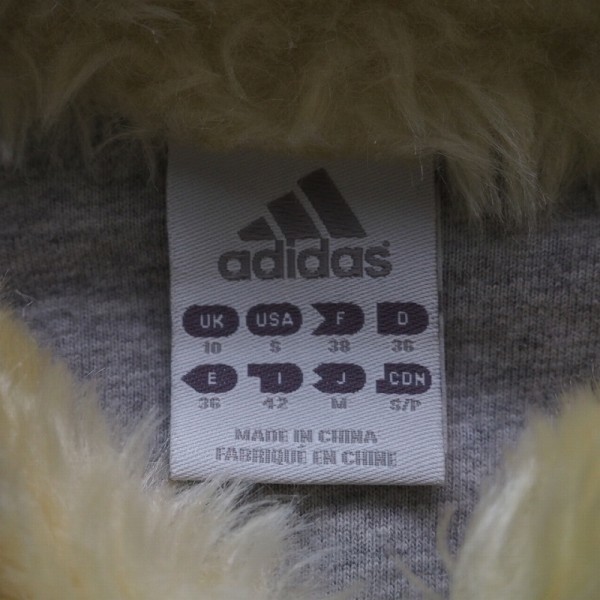 adidas®
UK USA F D
10 S 38 36
E I J CDN
36 42 M S/P
MADE IN CHINA
FABRIQUÉ EN CHINE